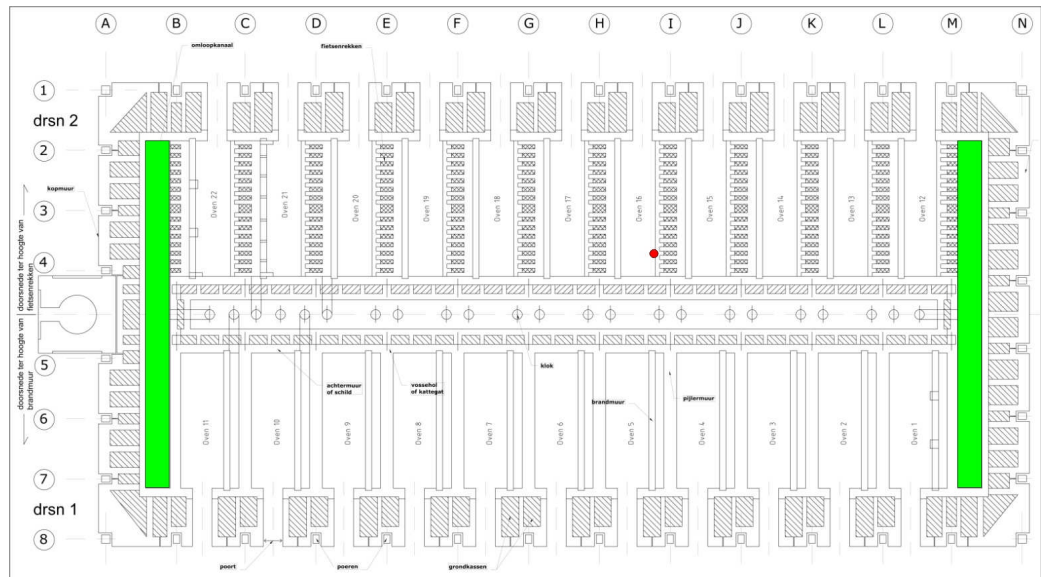 A B C D E F G H I J K L M N
omloopkanaal
fietsenrekken
1
drsn 2
2
kopmuur
3
4
doorsnede ter hoogte van
fietsenrekken
Oven 22
Oven 21
Oven 20
Oven 19
Oven 18
Oven 17
Oven 16
Oven 15
Oven 14
Oven 13
Oven 12
5
doorsnede ter hoogte van
brandmuur
klok
achtermuur
of schild
vossehol
of kattegat
brandmuur
pijlermuur
6
Oven 11
Oven 10
Oven 9
Oven 8
Oven 7
Oven 6
Oven 5
Oven 4
Oven 3
Oven 2
Oven 1
7
drsn 1
8
poort
poeren
grondkassen